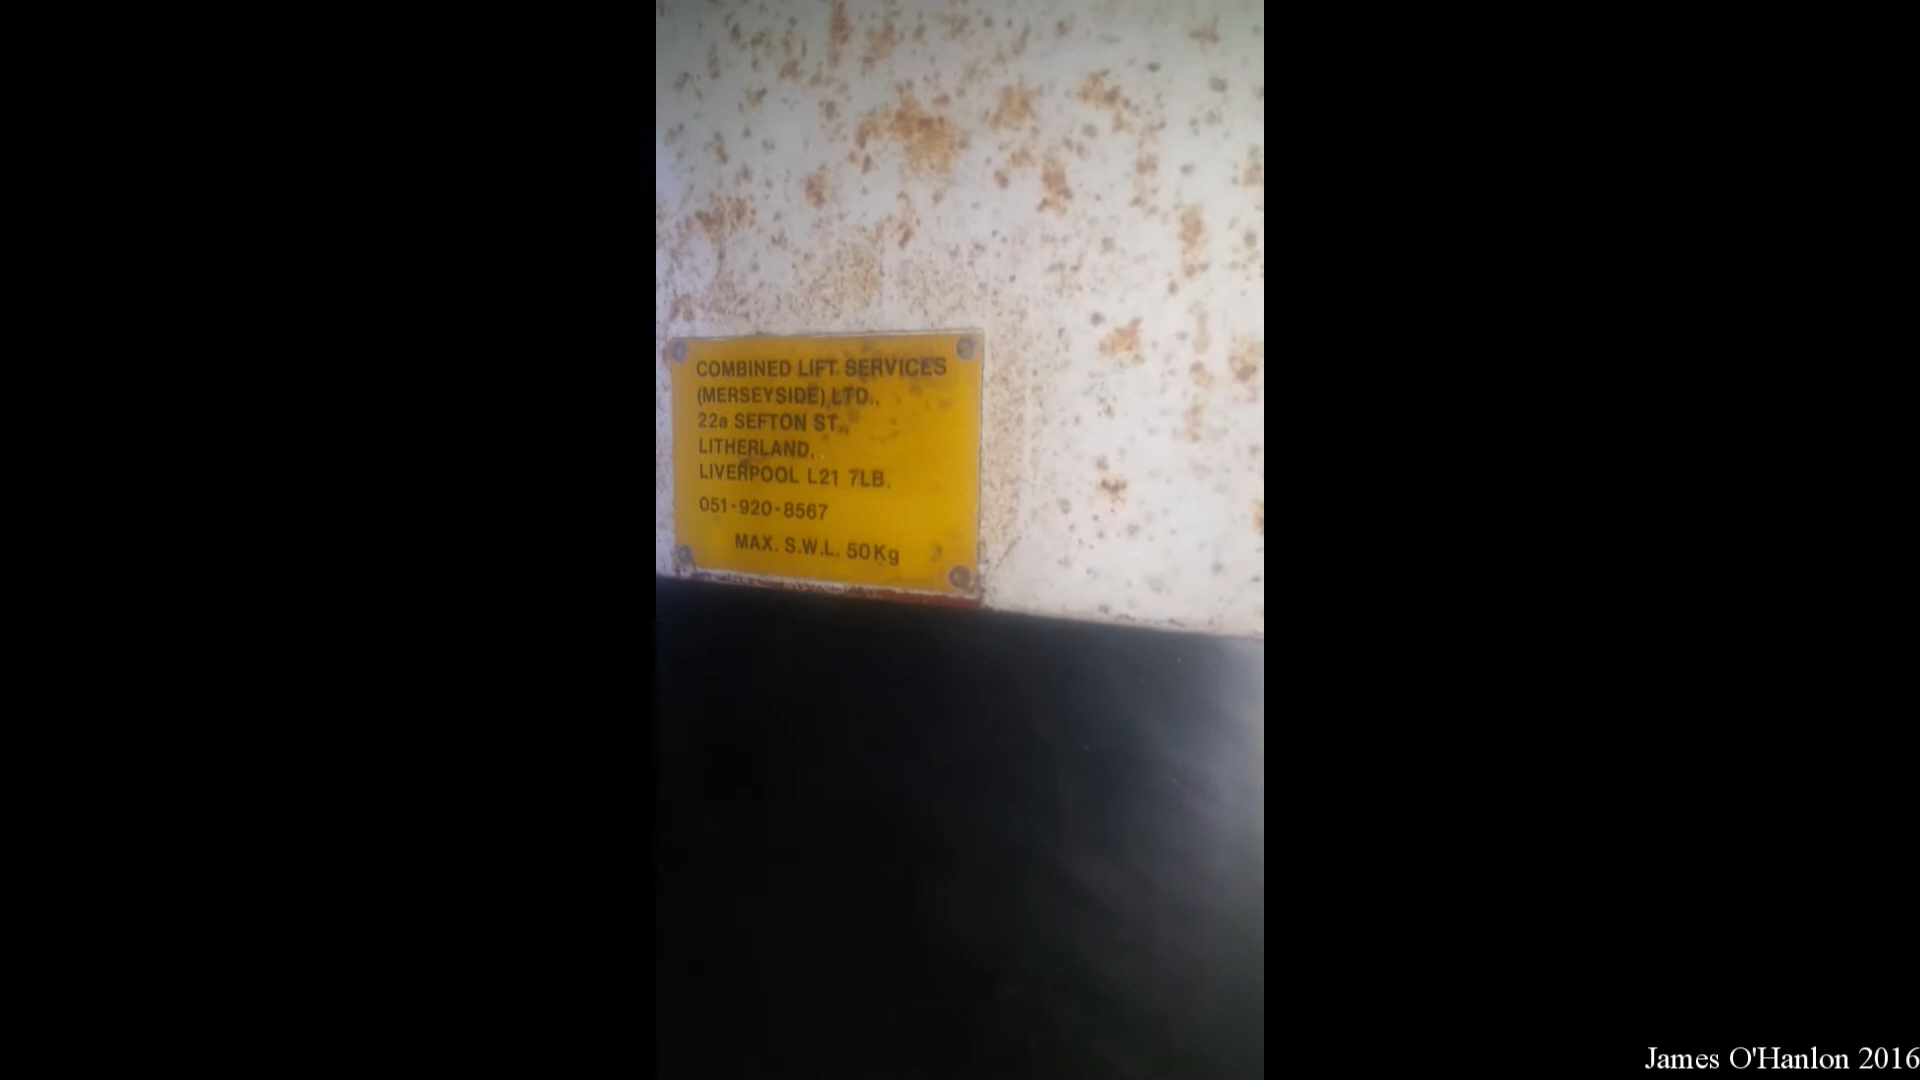 COMBINED LIFT SERVICES
(MERSEYSIDE) LTD.,
22a SEFTON ST.,
LITHERLAND,
LIVERPOOL L21 7LB.
051-920-8567
MAX. S.W.L. 50Kg
James O'Hanlon 2016